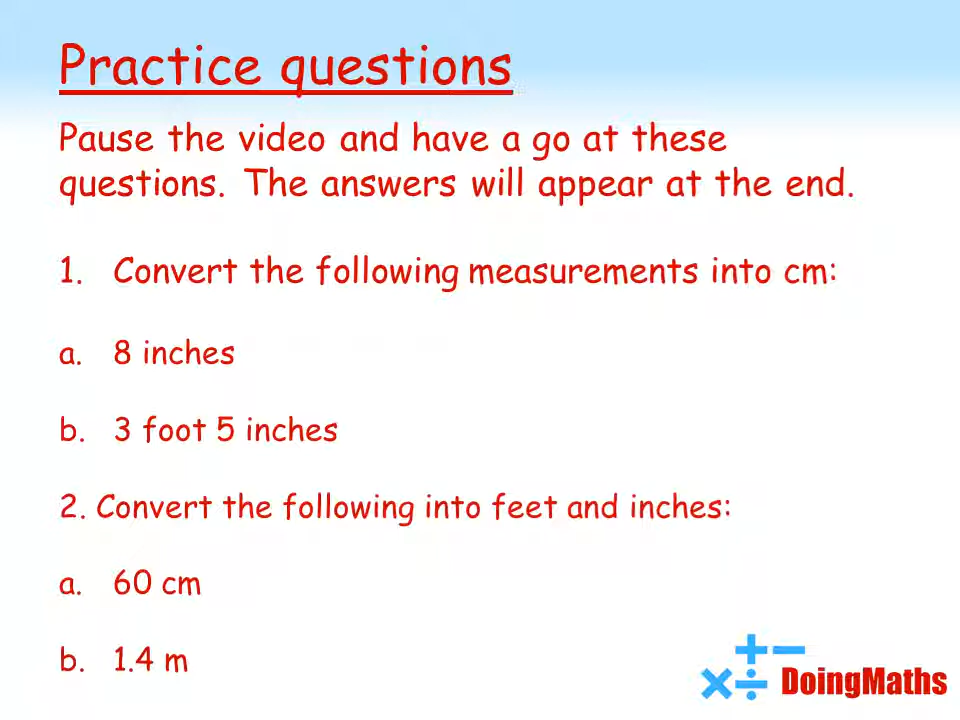 Practice questions
Pause the video and have a go at these
questions. The answers will appear at the end.
1. Convert the following measurements into cm:
a. 8 inches
b. 3 foot 5 inches
2. Convert the following into feet and inches:
a. 60 cm
b. 1.4 m
DoingMaths